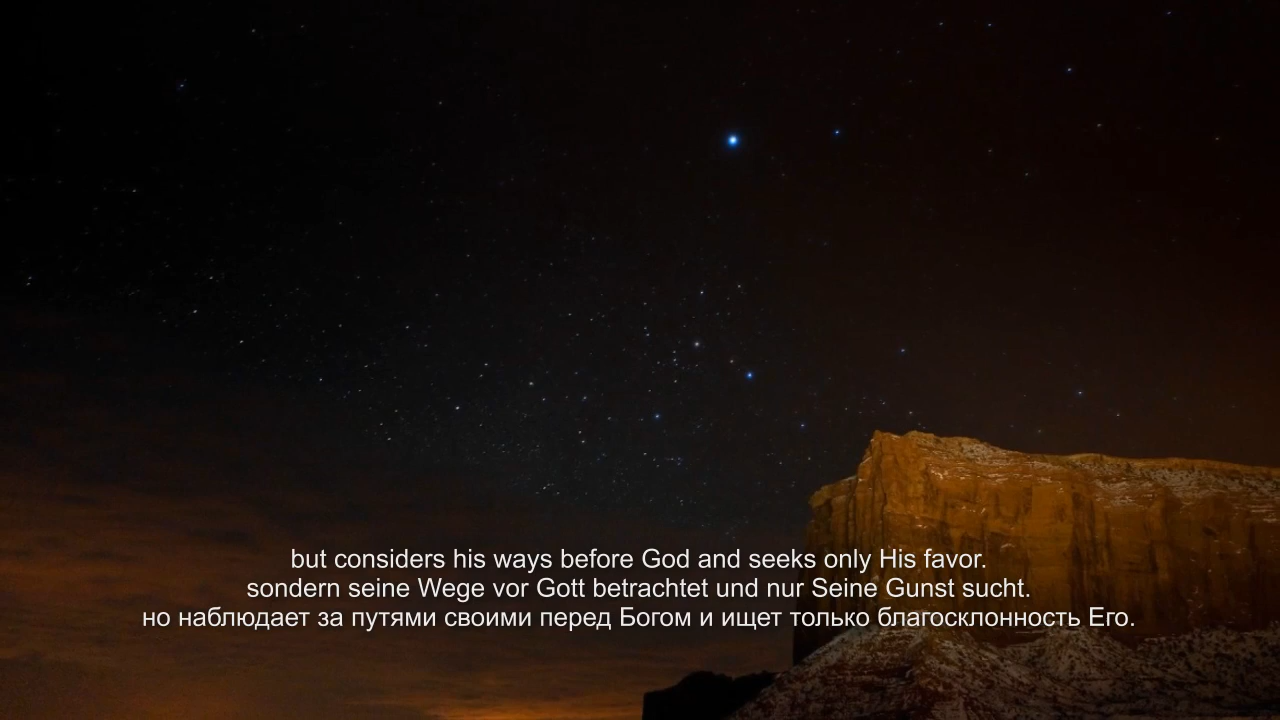 but considers his ways before God and seeks only His favor.
sondern seine Wege vor Gott betrachtet und nur Seine Gunst sucht.
но наблюдает за путями своими перед Богом и ищет только благосклонность Его.